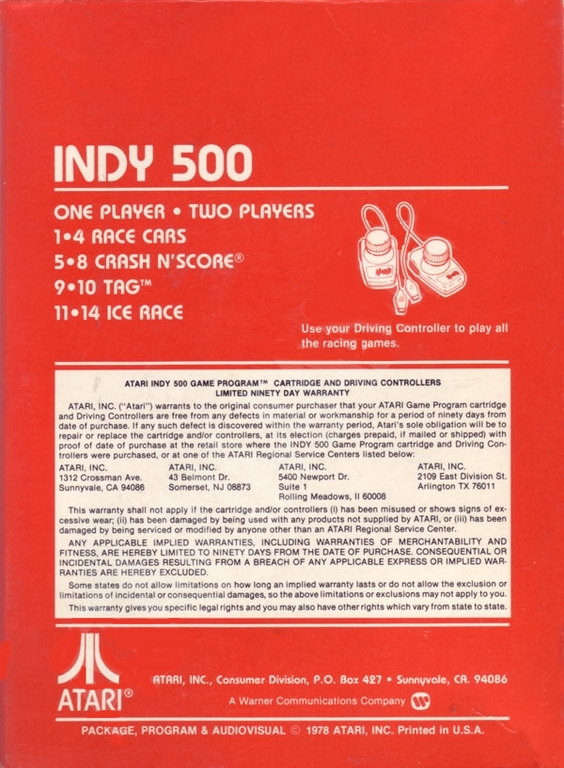 INDY 500
ONE PLAYER • TWO PLAYERS
1•4 RACE CARS
5•8 CRASH N'SCORE®
9•10 TAG™
11•14 ICE RACE
Use your Driving Controller to play all
the racing games.
ATARI INDY 500 GAME PROGRAM™ CARTRIDGE AND DRIVING CONTROLLERS
LIMITED NINETY DAY WARRANTY
ATARI, INC. ("Atari") warrants to the original consumer purchaser that your ATARI Game Program cartridge
and Driving Controllers are free from any defects in material or workmanship for a period of ninety days from
date of purchase. If any such defect is discovered within the warranty period, Atari's sole obligation will be to
repair or replace the cartridge and/or controllers, at its election (charges prepaid, if mailed or shipped) with
proof of date of purchase at the retail store where the INDY 500 Game Program cartridge and Driving Con-
trollers were purchased, or at one of the ATARI Regional Service Centers listed below:
ATARI, INC. ATARI, INC. ATARI, INC. ATARI, INC.
1312 Crossman Ave. 43 Belmont Dr. 5400 Newport Dr. 2109 East Division St.
Sunnyvale, CA 94086 Somerset, NJ 08873 Suite 1 Arlington TX 76011
Rolling Meadows, Il 60008
This warranty shall not apply if the cartridge and/or controllers (i) has been misused or shows signs of ex-
cessive wear; (ii) has been damaged by being used with any products not supplied by ATARI, or (iii) has been
damaged by being serviced or modified by anyone other than an ATARI Regional Service Center.
ANY APPLICABLE IMPLIED WARRANTIES, INCLUDING WARRANTIES OF MERCHANTABILITY AND
FITNESS, ARE HEREBY LIMITED TO NINETY DAYS FROM THE DATE OF PURCHASE. CONSEQUENTIAL OR
INCIDENTAL DAMAGES RESULTING FROM A BREACH OF ANY APPLICABLE EXPRESS OR IMPLIED WAR-
RANTIES ARE HEREBY EXCLUDED.
Some states do not allow limitations on how long an implied warranty lasts or do not allow the exclusion or
limitations of incidental or consequential damages, so the above limitations or exclusions may not apply to you.
This warranty gives you specific legal rights and you may also have other rights which vary from state to state.
ATARI®
ATARI, INC., Consumer Division, P.O. Box 427 • Sunnyvale, CA. 94086
A Warner Communications Company
PACKAGE, PROGRAM & AUDIOVISUAL © 1978 ATARI, INC. Printed in U.S.A.